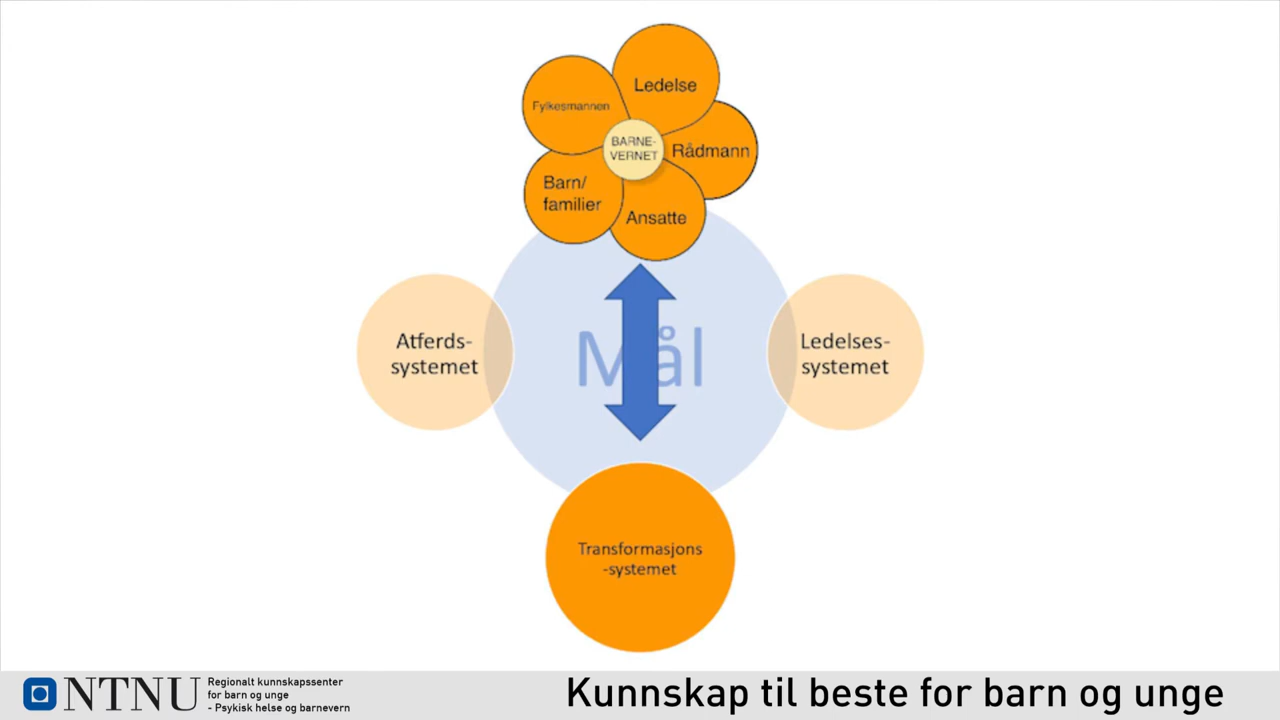 Ledelse
Fylkesmannen
BARNE-
VERNET
Rådmann
Barn/
familier
Ansatte
Atferds-
systemet
Mål
Ledelses-
systemet
Transformasjons
-systemet
NTNU
Regionalt kunnskapssenter
for barn og unge
- Psykisk helse og barnevern
Kunnskap til beste for barn og unge